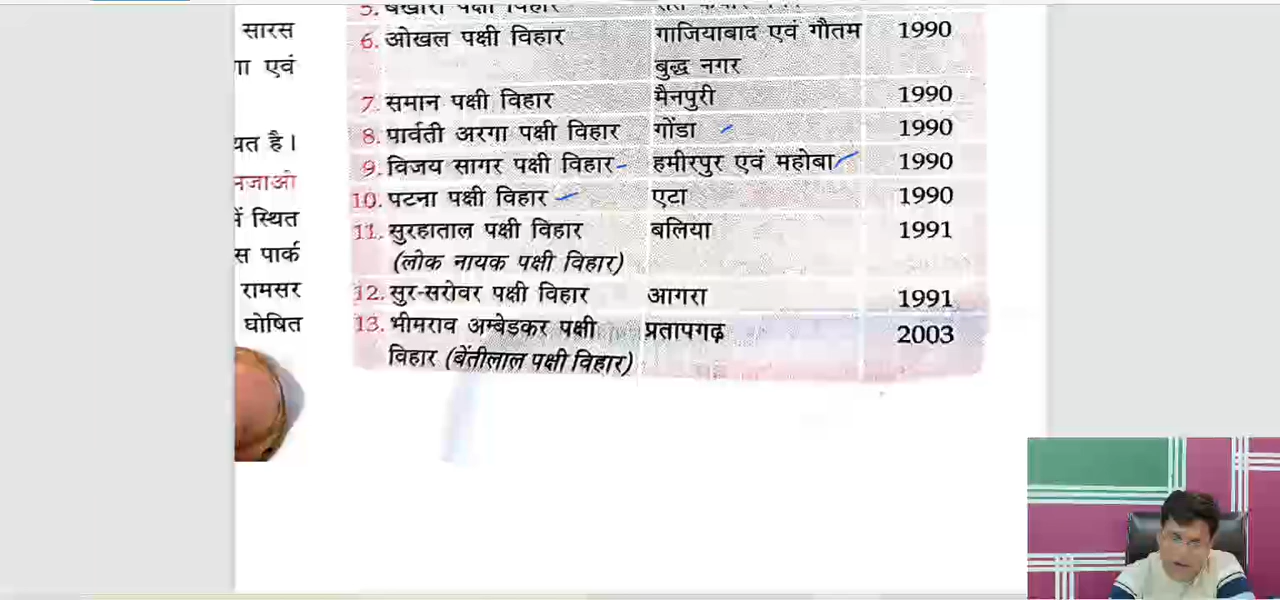 सारस
गा एवं
यत है।
नजाओ
में स्थित
स पार्क
रामसर
घोषित
5. बखीरा पक्षी विहार
6. ओखल पक्षी विहार गाजियाबाद एवं गौतम 1990
बुद्ध नगर
7. समान पक्षी विहार मैनपुरी 1990
8. पार्वती अरगा पक्षी विहार गोंडा 1990
9. विजय सागर पक्षी विहार हमीरपुर एवं महोबा 1990
10. पटना पक्षी विहार एटा 1990
11. सुरहाताल पक्षी विहार बलिया 1991
(लोक नायक पक्षी विहार)
12. सुर-सरोवर पक्षी विहार आगरा 1991
13. भीमराव अम्बेडकर पक्षी प्रतापगढ़ 2003
विहार (बेंतीलाल पक्षी विहार)